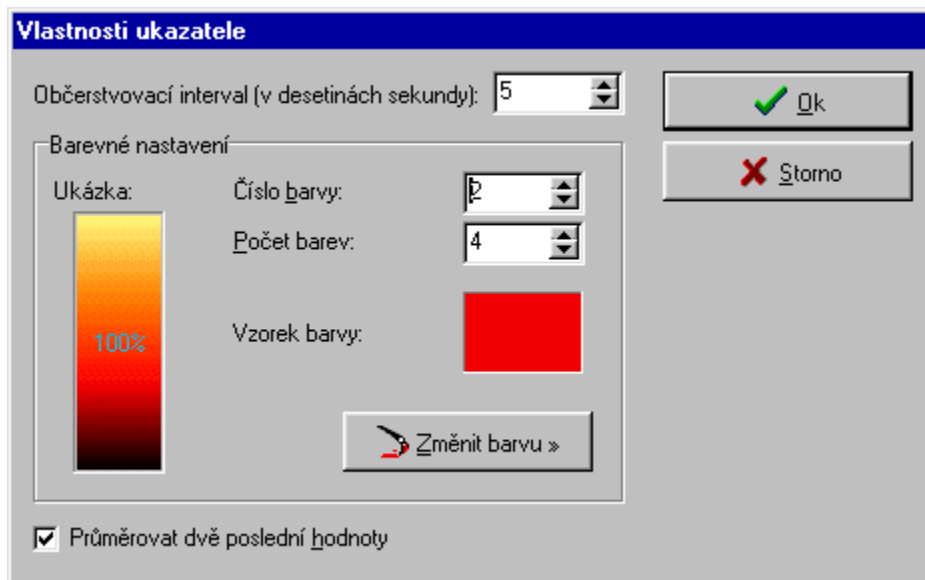 Vlastnosti ukazatele
Občerstvovací interval (v desetinách sekundy): 5
Ok
Storno
Barevné nastavení
Ukázka:
100%
Číslo barvy: 2
Počet barev: 4
Vzorek barvy:
Změnit barvu »
Průměrovat dvě poslední hodnoty